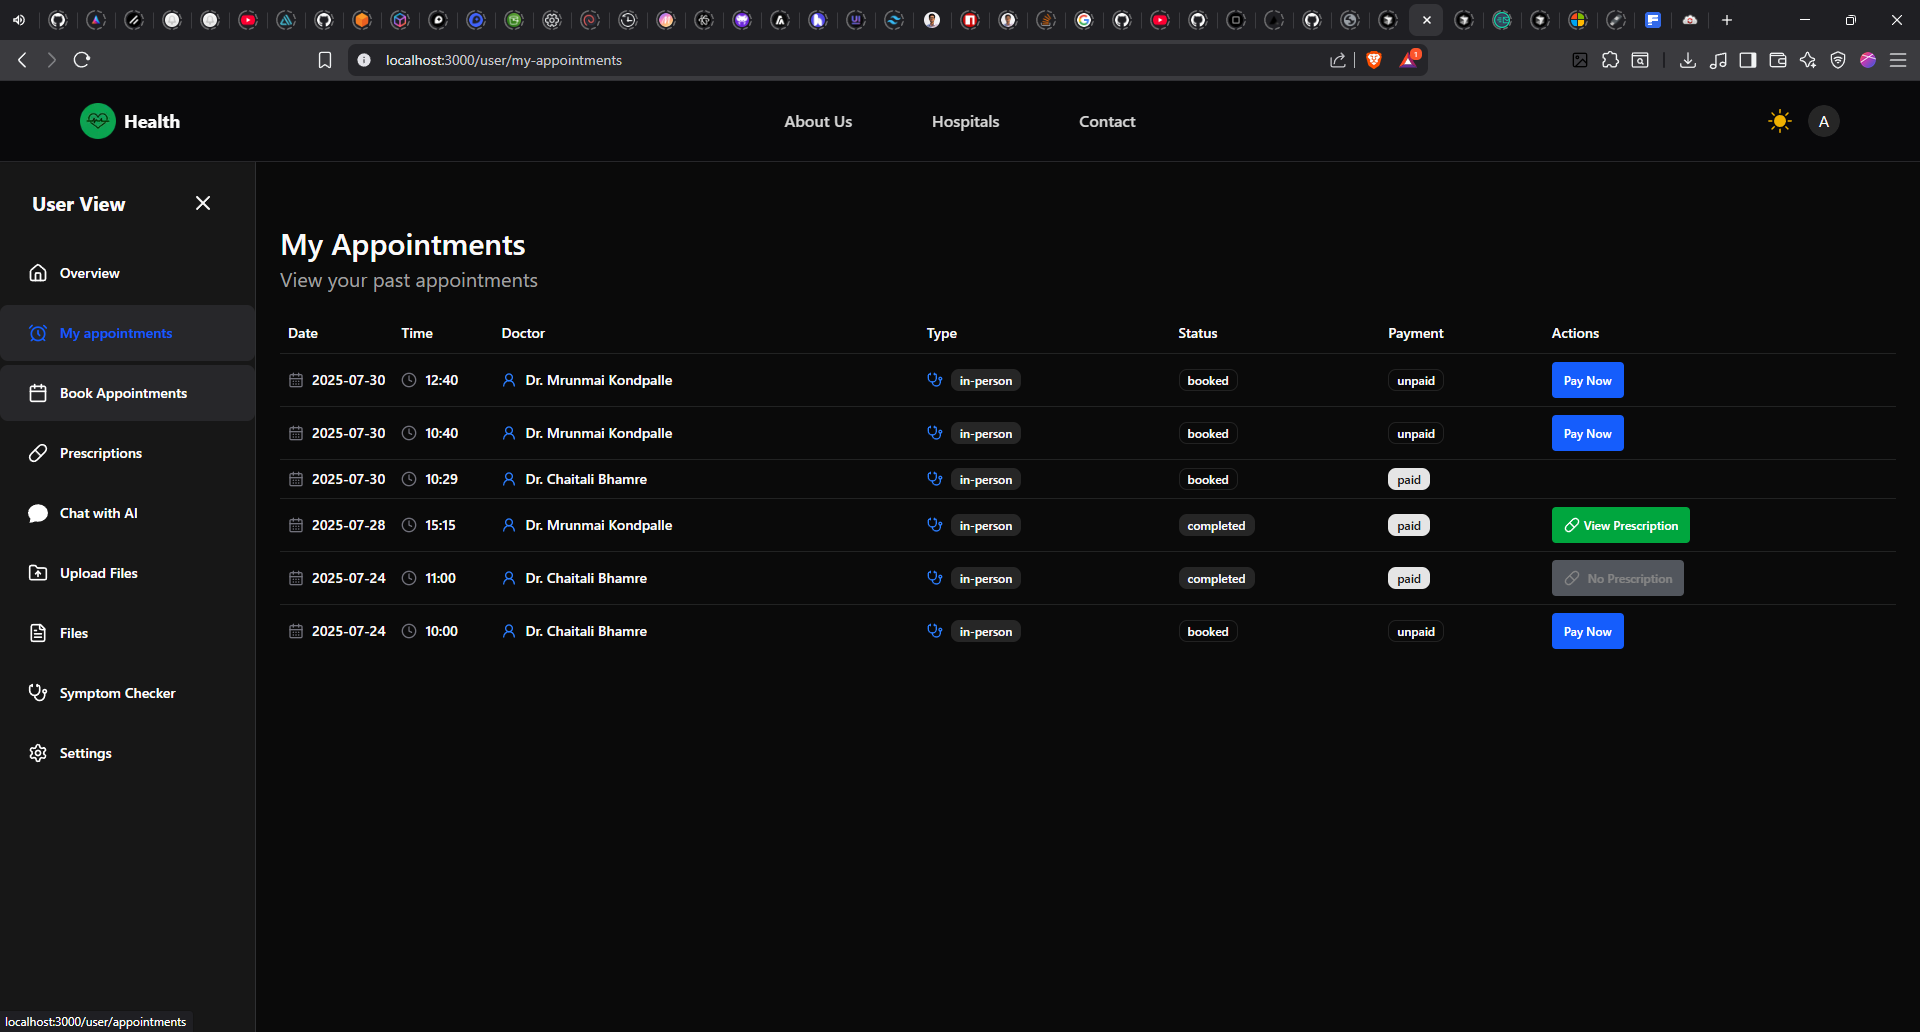 localhost:3000/user/my-appointments
1
Health
About Us
Hospitals
Contact
A
User View
Overview
My appointments
Book Appointments
Prescriptions
Chat with AI
Upload Files
Files
Symptom Checker
Settings
My Appointments
View your past appointments
Date Time Doctor Type Status Payment Actions
2025-07-30 12:40 Dr. Mrunmai Kondpalle in-person booked unpaid Pay Now
2025-07-30 10:40 Dr. Mrunmai Kondpalle in-person booked unpaid Pay Now
2025-07-30 10:29 Dr. Chaitali Bhamre in-person booked paid
2025-07-28 15:15 Dr. Mrunmai Kondpalle in-person completed paid View Prescription
2025-07-24 11:00 Dr. Chaitali Bhamre in-person completed paid No Prescription
2025-07-24 10:00 Dr. Chaitali Bhamre in-person booked unpaid Pay Now
localhost:3000/user/appointments